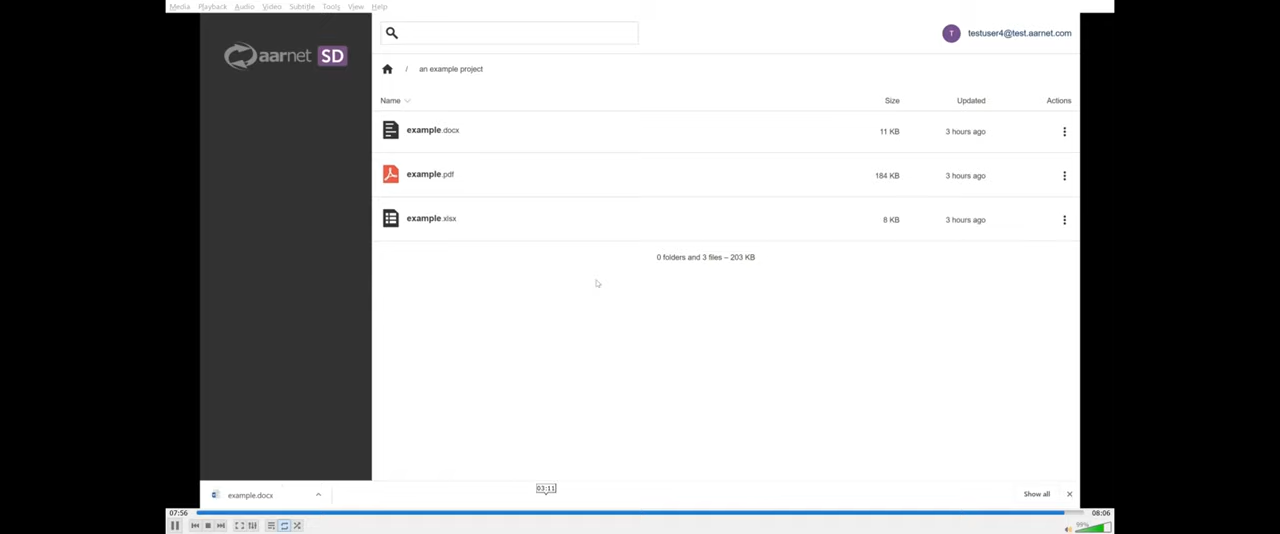 Media Playback Audio Video Subtitle Tools View Help
aarnet SD
testuser4@test.aarnet.com
T
/ an example project
Name Size Updated Actions
example.docx 11 KB 3 hours ago
example.pdf 184 KB 3 hours ago
example.xlsx 8 KB 3 hours ago
0 folders and 3 files – 203 KB
03:11
example.docx Show all
07:56 08:06
99%